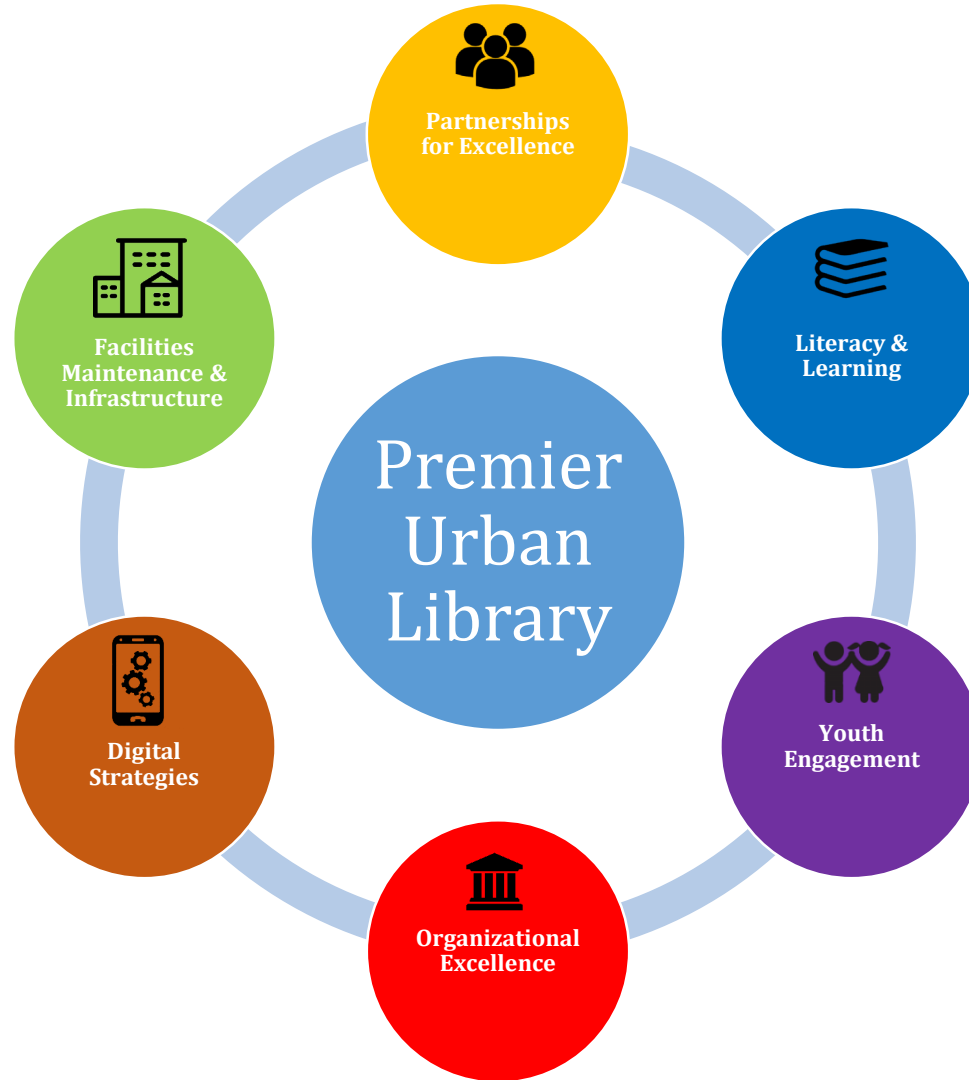 Partnerships
for Excellence
Literacy &
Learning
Youth
Engagement
Organizational
Excellence
Digital
Strategies
Facilities
Maintenance &
Infrastructure
Premier
Urban
Library